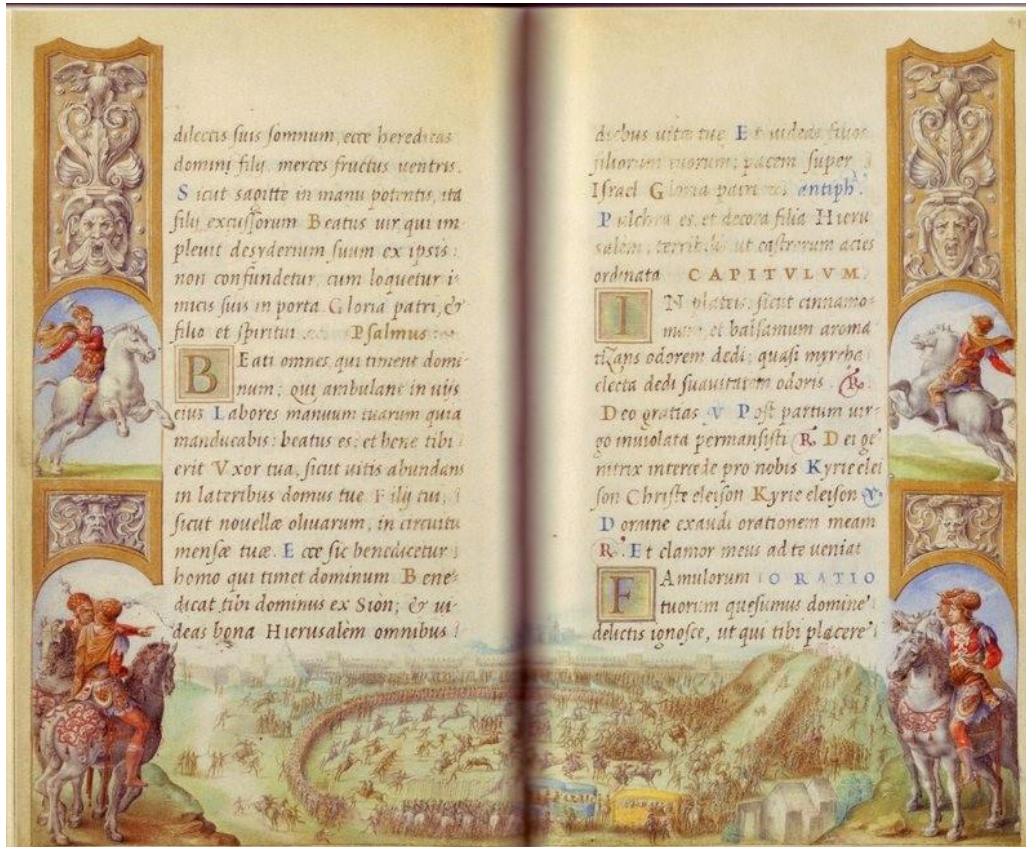 dilectis suis somnum, ecce hereditas
domini filij, merces fructus uentris.
Sicut sagitte in manu potentis, ita
filij excussorum Beatus uir qui im-
pleuit desyderium suum ex ipsis:
non confundetur, cum loquetur i-
micis suis in porta. Gloria patri, &
filio et spiritui Psalmus
BEati omnes, qui timent domi-
num: qui ambulant in uijs
eius Labores manuum tuarum quia
manducabis: beatus es: et bene tibi
erit Vxor tua, sicut uitis abundans
in lateribus domus tue Filij tui,
sicut nouellæ oliuarum, in circuitu
mensæ tuæ. Ecce sic benedicetur
homo qui timet dominum Bene-
dicat tibi dominus ex Sion; & ui-
deas bona Hierusalem omnibus
91
diebus uitæ tue Et uideas filios
filiorum tuorum: pacem super
Israel Gloria patri antiph.
Pulchra es, et decora filia Hieru
salem, terribilis ut castrorum acies
ordinata CAPITVLVM.
IN plateis, sicut cinnamo-
mum, et balsamum aroma
tizans odorem dedi: quasi myrrha
electa dedi suauitatem odoris. R.
Deo gratias V Post partum uir-
go inuiolata permansisti R. Dei ge
nitrix intercede pro nobis Kyrie elei
son Christe eleison Kyrie eleison V.
Domine exaudi orationem meam
R. Et clamor meus ad te ueniat
FAmulorum ORATIO
tuorum quesumus domine
delictis ignosce, ut qui tibi placere